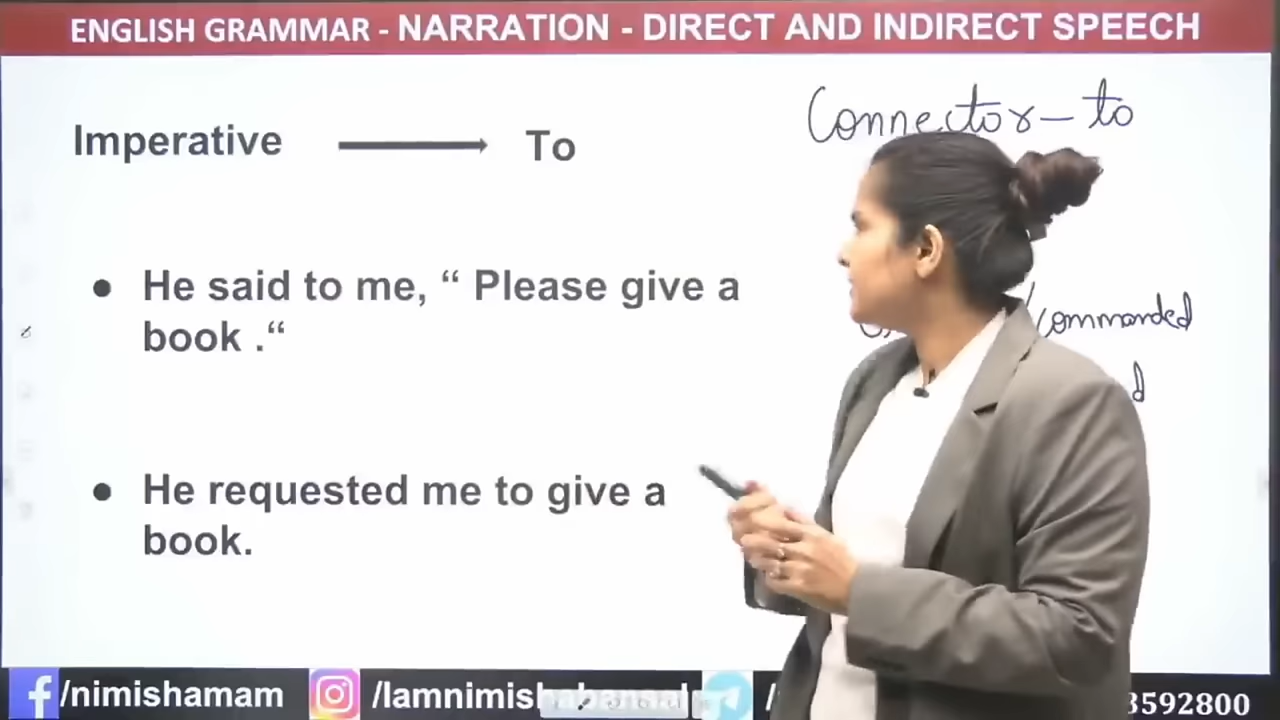 ENGLISH GRAMMAR - NARRATION - DIRECT AND INDIRECT SPEECH
Connector - to
Imperative To
● He said to me, “ Please give a
book .“
commanded
● He requested me to give a
book.
/nimishamam /Iamnimishabansal / 3592800